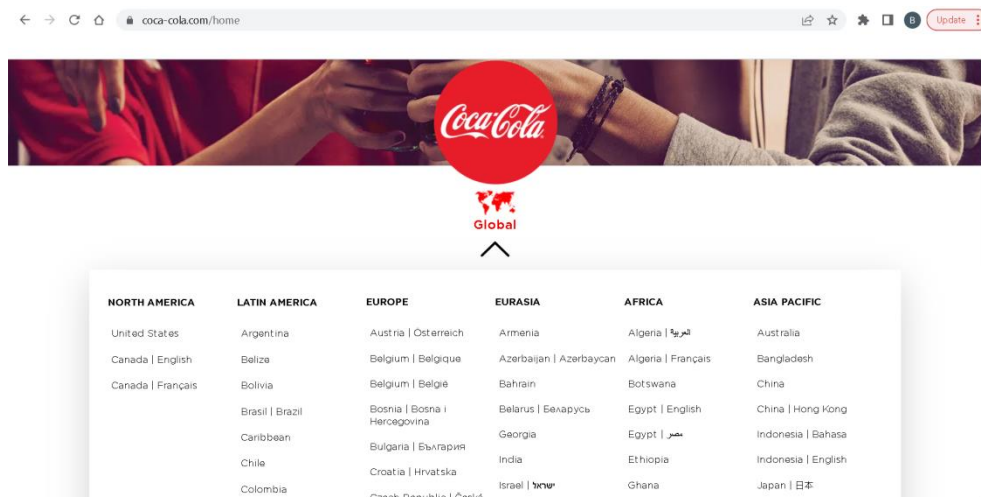 coca-cola.com/home
B
Update
Coca-Cola
Global
NORTH AMERICA
United States
Canada | English
Canada | Français
LATIN AMERICA
Argentina
Belize
Bolivia
Brasil | Brazil
Caribbean
Chile
Colombia
EUROPE
Austria | Österreich
Belgium | Belgique
Belgium | België
Bosnia | Bosna i
Hercegovina
Bulgaria | България
Croatia | Hrvatska
Czech Republic | Česká
EURASIA
Armenia
Azerbaijan | Azərbaycan
Bahrain
Belarus | Беларусь
Georgia
India
Israel | ישראל
AFRICA
Algeria | العربية
Algeria | Français
Botswana
Egypt | English
Egypt | مصر
Ethiopia
Ghana
ASIA PACIFIC
Australia
Bangladesh
China
China | Hong Kong
Indonesia | Bahasa
Indonesia | English
Japan | 日本